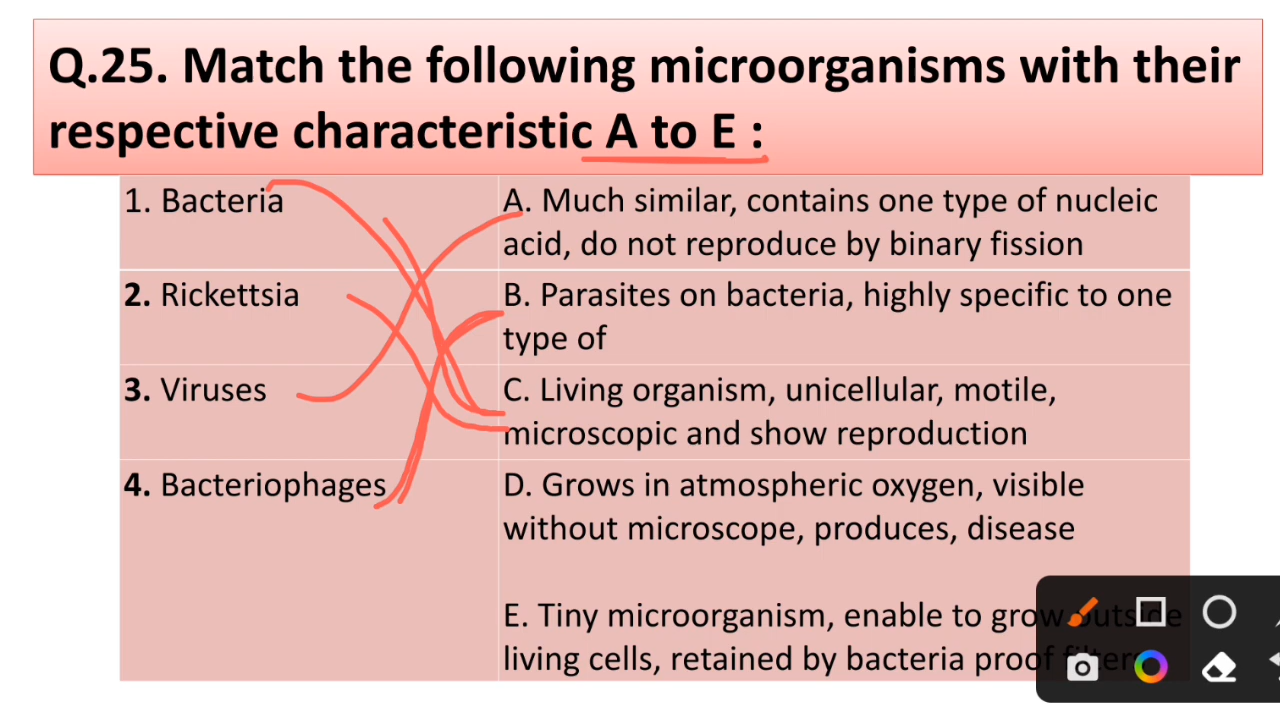 Q.25. Match the following microorganisms with their
respective characteristic A to E :
1. Bacteria
A. Much similar, contains one type of nucleic
acid, do not reproduce by binary fission
2. Rickettsia
B. Parasites on bacteria, highly specific to one
type of
3. Viruses
C. Living organism, unicellular, motile,
microscopic and show reproduction
4. Bacteriophages
D. Grows in atmospheric oxygen, visible
without microscope, produces, disease
E. Tiny microorganism, enable to grow outside
living cells, retained by bacteria proof filters